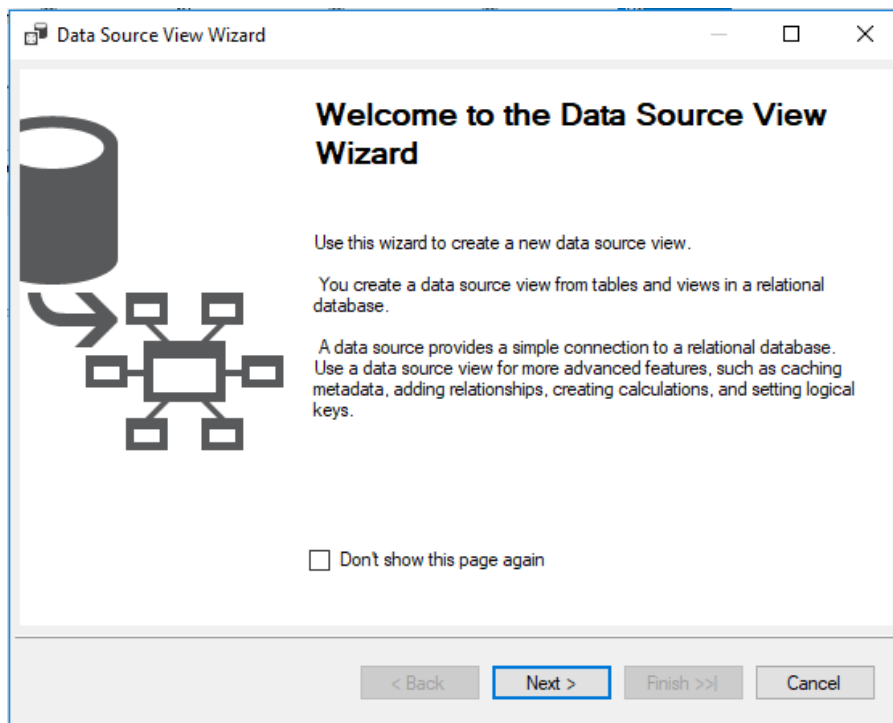 Data Source View Wizard
Welcome to the Data Source View
Wizard
Use this wizard to create a new data source view.
You create a data source view from tables and views in a relational
database.
A data source provides a simple connection to a relational database.
Use a data source view for more advanced features, such as caching
metadata, adding relationships, creating calculations, and setting logical
keys.
Don't show this page again
< Back
Next >
Finish >>|
Cancel